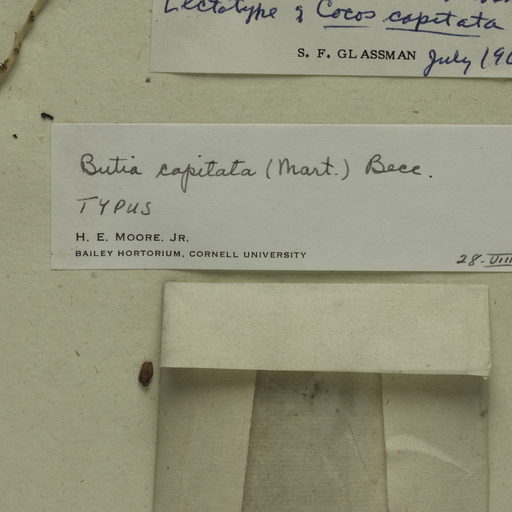 Lectotype of Cocos capitata
S. F. GLASSMAN July
Butia capitata (Mart.) Becc.
TYPUS
H. E. MOORE, JR.
BAILEY HORTORIUM, CORNELL UNIVERSITY
28. VIII